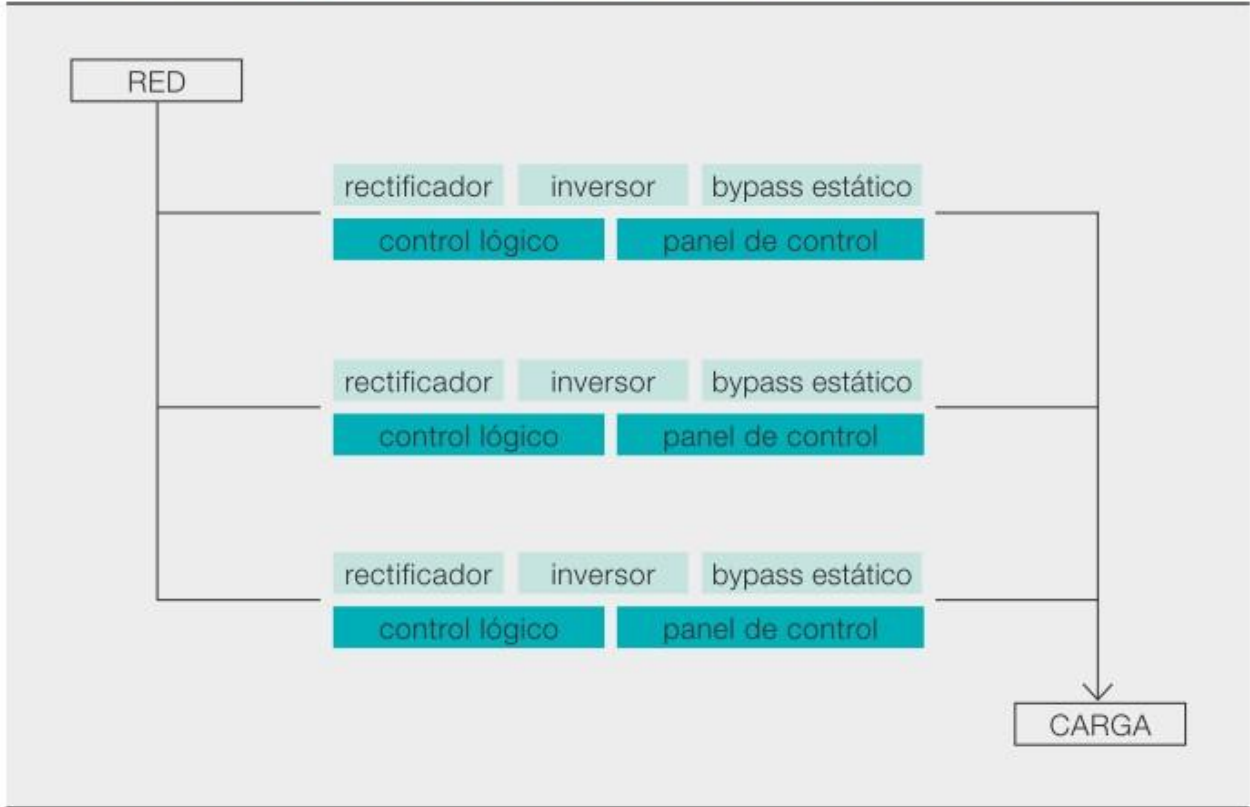 RED
rectificador inversor bypass estático
control lógico panel de control
rectificador inversor bypass estático
control lógico panel de control
rectificador inversor bypass estático
control lógico panel de control
CARGA